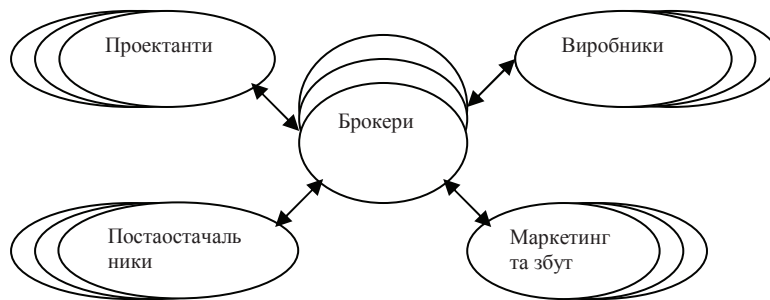 Проектанти
Виробники
Брокери
Постаостачаль
ники
Маркетинг
та збут